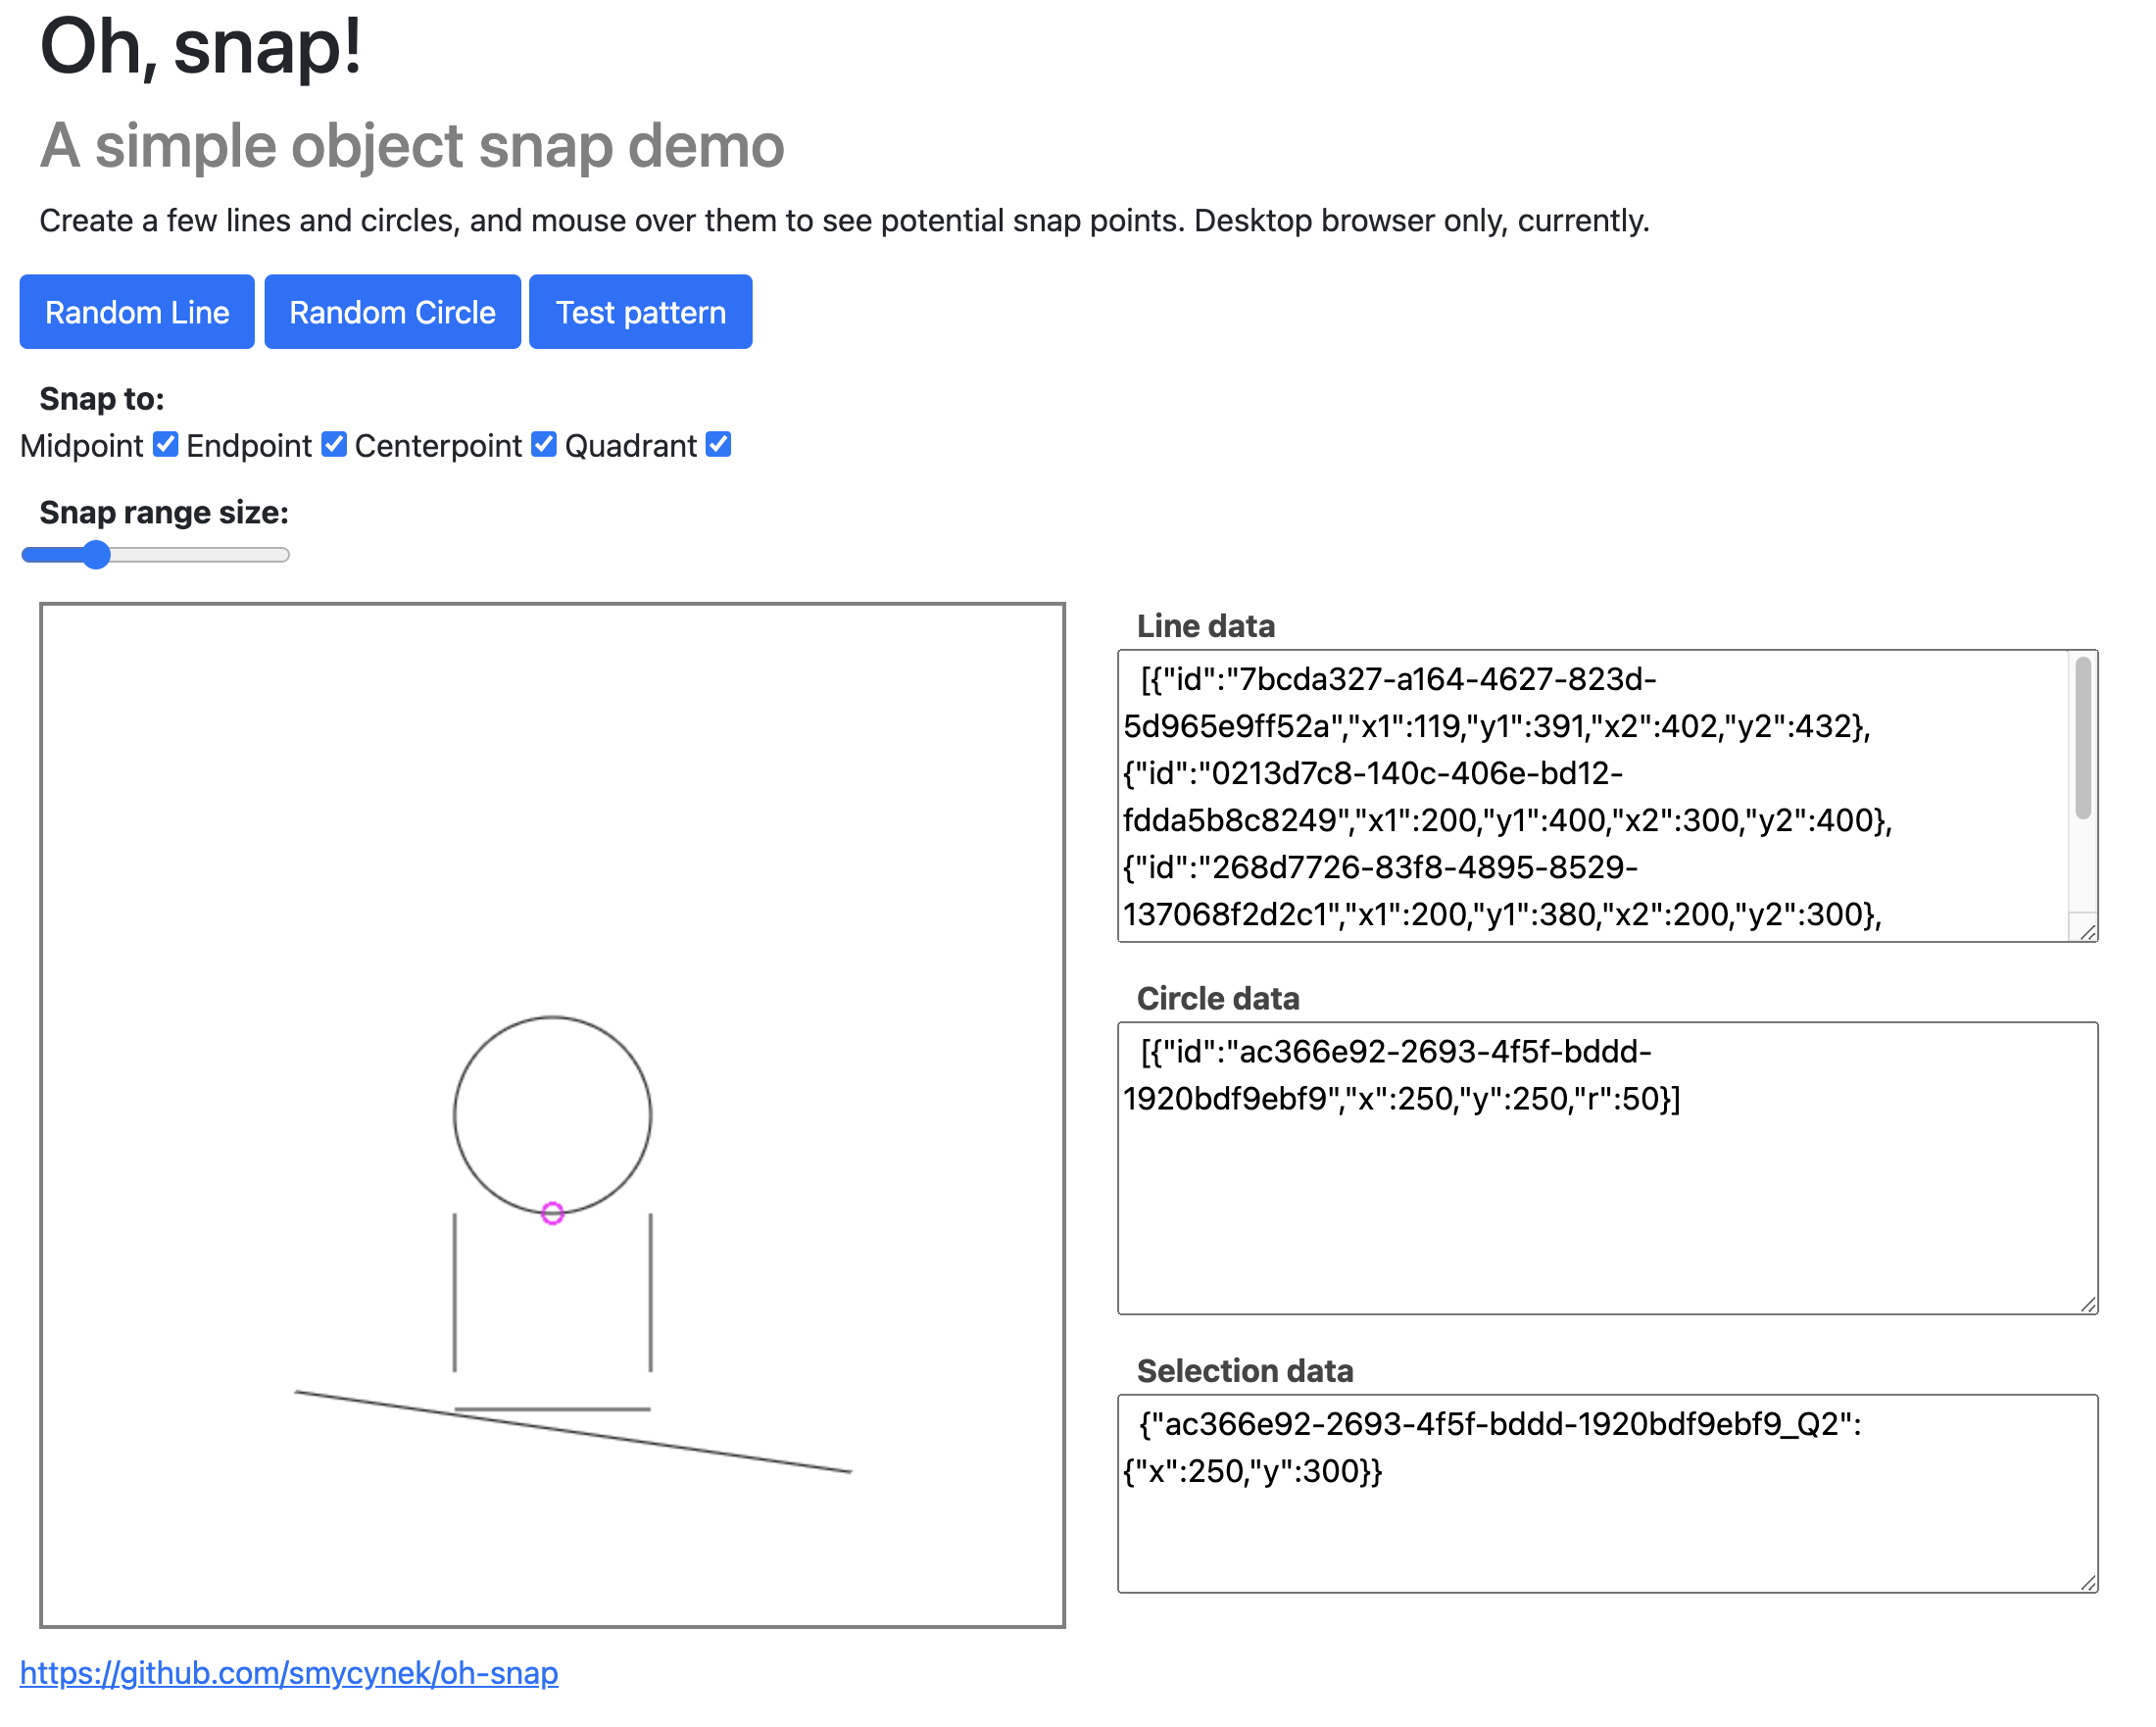 Oh, snap!
A simple object snap demo
Create a few lines and circles, and mouse over them to see potential snap points. Desktop browser only, currently.
Random Line Random Circle Test pattern
Snap to:
Midpoint Endpoint Centerpoint Quadrant
Snap range size:
Line data
[{"id":"7bcda327-a164-4627-823d-
5d965e9ff52a","x1":119,"y1":391,"x2":402,"y2":432},
{"id":"0213d7c8-140c-406e-bd12-
fdda5b8c8249","x1":200,"y1":400,"x2":300,"y2":400},
{"id":"268d7726-83f8-4895-8529-
137068f2d2c1","x1":200,"y1":380,"x2":200,"y2":300},
Circle data
[{"id":"ac366e92-2693-4f5f-bddd-
1920bdf9ebf9","x":250,"y":250,"r":50}]
Selection data
{"ac366e92-2693-4f5f-bddd-1920bdf9ebf9_Q2":
{"x":250,"y":300}}
https://github.com/smycynek/oh-snap